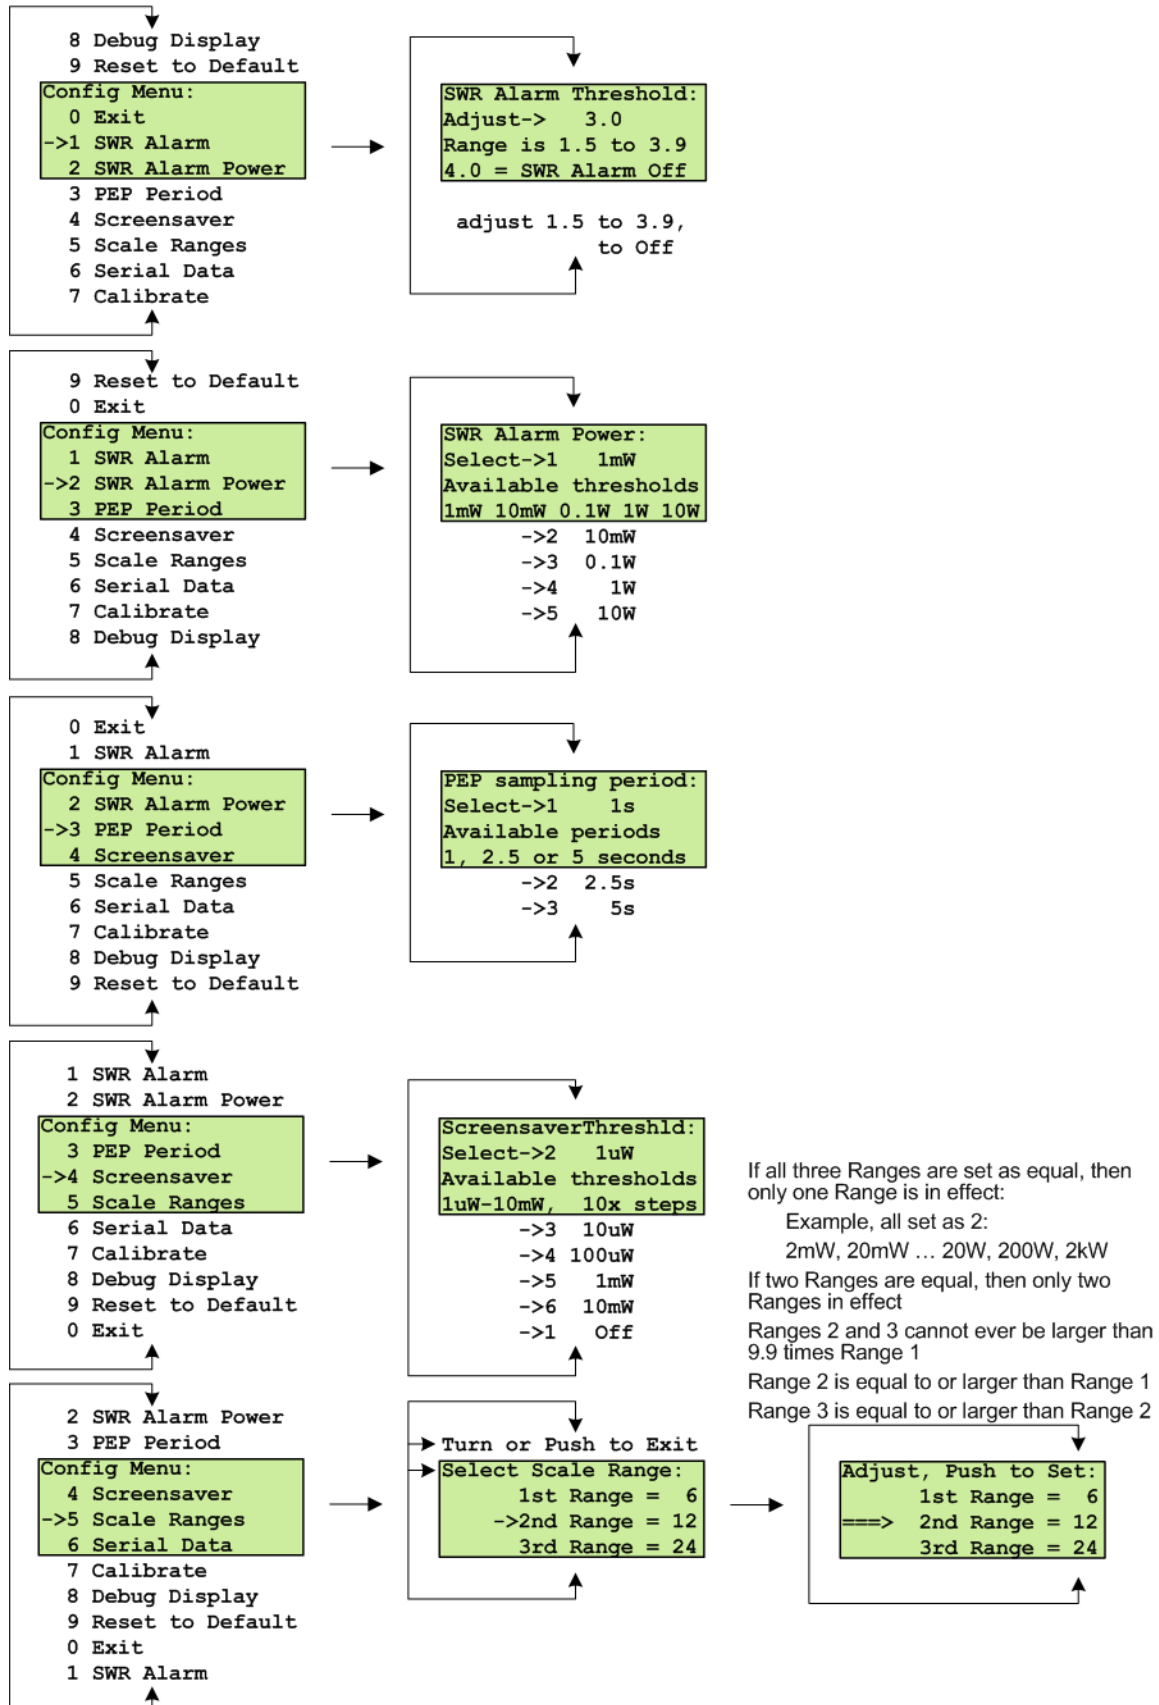 8 Debug Display
9 Reset to Default
Config Menu:
0 Exit
->1 SWR Alarm
2 SWR Alarm Power
3 PEP Period
4 Screensaver
5 Scale Ranges
6 Serial Data
7 Calibrate
SWR Alarm Threshold:
Adjust-> 3.0
Range is 1.5 to 3.9
4.0 = SWR Alarm Off
adjust 1.5 to 3.9,
to Off
9 Reset to Default
0 Exit
Config Menu:
1 SWR Alarm
->2 SWR Alarm Power
3 PEP Period
4 Screensaver
5 Scale Ranges
6 Serial Data
7 Calibrate
8 Debug Display
SWR Alarm Power:
Select->1 1mW
Available thresholds
1mW 10mW 0.1W 1W 10W
->2 10mW
->3 0.1W
->4 1W
->5 10W
0 Exit
1 SWR Alarm
Config Menu:
2 SWR Alarm Power
->3 PEP Period
4 Screensaver
5 Scale Ranges
6 Serial Data
7 Calibrate
8 Debug Display
9 Reset to Default
PEP sampling period:
Select->1 1s
Available periods
1, 2.5 or 5 seconds
->2 2.5s
->3 5s
1 SWR Alarm
2 SWR Alarm Power
Config Menu:
3 PEP Period
->4 Screensaver
5 Scale Ranges
6 Serial Data
7 Calibrate
8 Debug Display
9 Reset to Default
0 Exit
ScreensaverThreshld:
Select->2 1uW
Available thresholds
1uW-10mW, 10x steps
->3 10uW
->4 100uW
->5 1mW
->6 10mW
->1 Off
If all three Ranges are set as equal, then
only one Range is in effect:
Example, all set as 2:
2mW, 20mW … 20W, 200W, 2kW
If two Ranges are equal, then only two
Ranges in effect
Ranges 2 and 3 cannot ever be larger than
9.9 times Range 1
Range 2 is equal to or larger than Range 1
Range 3 is equal to or larger than Range 2
2 SWR Alarm Power
3 PEP Period
Config Menu:
4 Screensaver
->5 Scale Ranges
6 Serial Data
7 Calibrate
8 Debug Display
9 Reset to Default
0 Exit
1 SWR Alarm
Turn or Push to Exit
Select Scale Range:
1st Range = 6
->2nd Range = 12
3rd Range = 24
Adjust, Push to Set:
1st Range = 6
===> 2nd Range = 12
3rd Range = 24